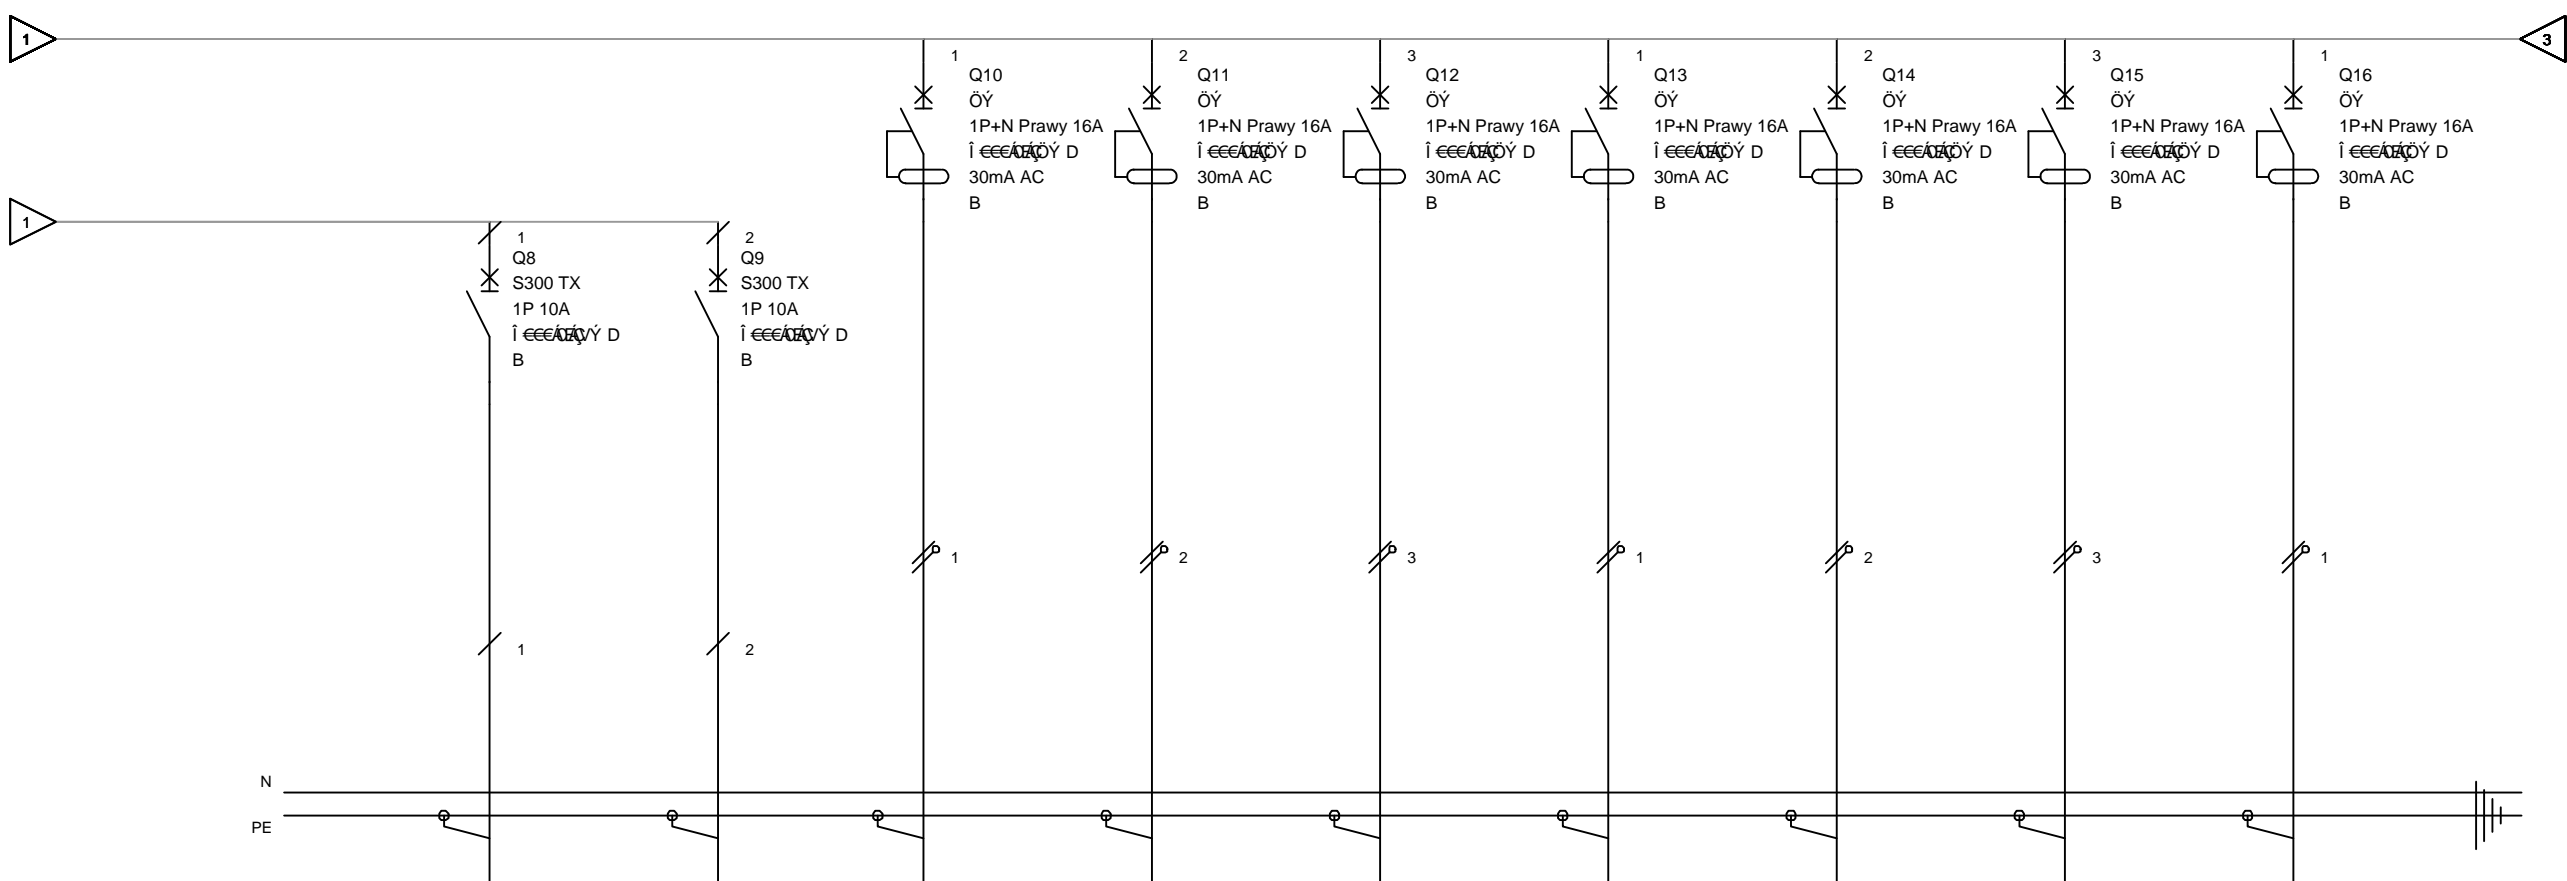 1
3
1
Q10
ÖÝ
1P+N Prawy 16A
Î D
30mA AC
B
2
Q11
ÖÝ
1P+N Prawy 16A
Î D
30mA AC
B
3
Q12
ÖÝ
1P+N Prawy 16A
Î D
30mA AC
B
1
Q13
ÖÝ
1P+N Prawy 16A
Î D
30mA AC
B
2
Q14
ÖÝ
1P+N Prawy 16A
Î D
30mA AC
B
3
Q15
ÖÝ
1P+N Prawy 16A
Î D
30mA AC
B
1
Q16
ÖÝ
1P+N Prawy 16A
Î D
30mA AC
B
1
1
Q8
S300 TX
1P 10A
Î D
B
2
Q9
S300 TX
1P 10A
Î D
B
1
2
3
1
2
3
1
1
2
N
PE